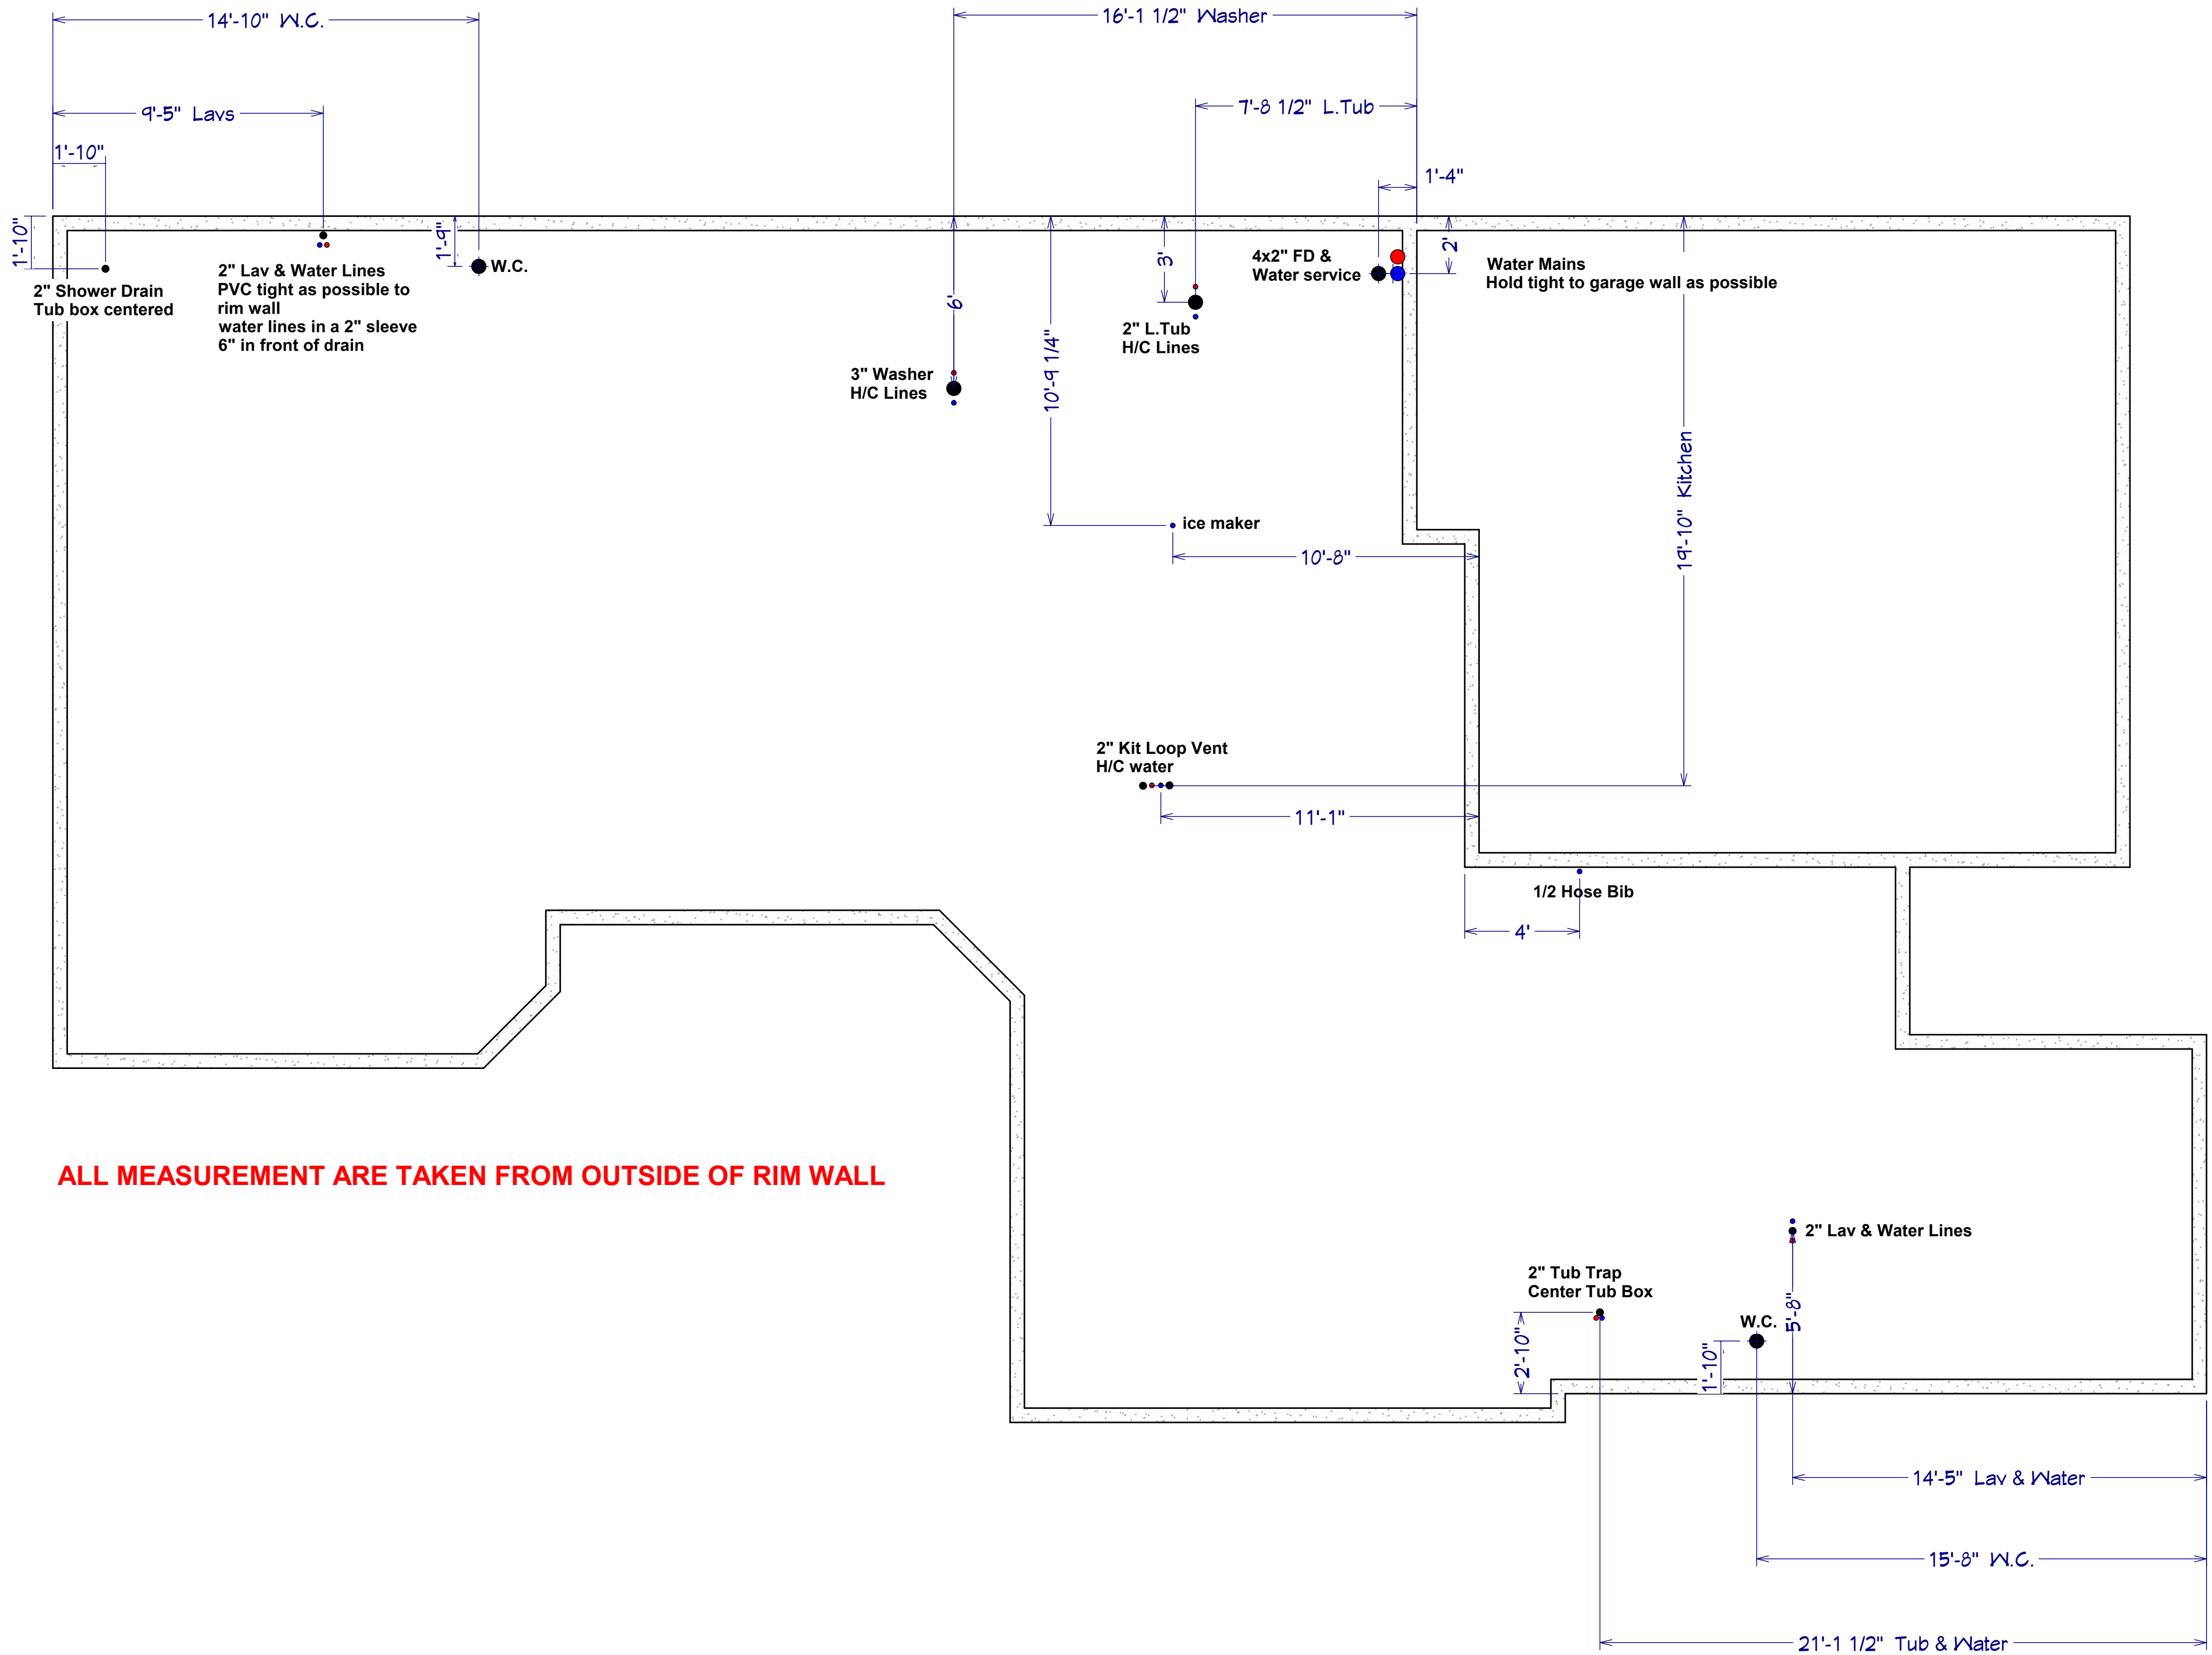 14'-10" W.C.
16'-1 1/2" Washer
9'-5" Lavs
7'-8 1/2" L.Tub
1'-10"
1'-4"
1'-10"
1'-9"
W.C.
2" Shower Drain
Tub box centered
2" Lav & Water Lines
PVC tight as possible to
rim wall
water lines in a 2" sleeve
6" in front of drain
6'
3" Washer
H/C Lines
10'-9 1/4"
3'
2" L.Tub
H/C Lines
4x2" FD &
Water service
2'
Water Mains
Hold tight to garage wall as possible
19'-10" Kitchen
ice maker
10'-8"
2" Kit Loop Vent
H/C water
11'-1"
1/2 Hose Bib
4'
ALL MEASUREMENT ARE TAKEN FROM OUTSIDE OF RIM WALL
2" Lav & Water Lines
2" Tub Trap
Center Tub Box
2'-10"
W.C.
1'-10"
5'-8"
14'-5" Lav & Water
15'-8" W.C.
21'-1 1/2" Tub & Water